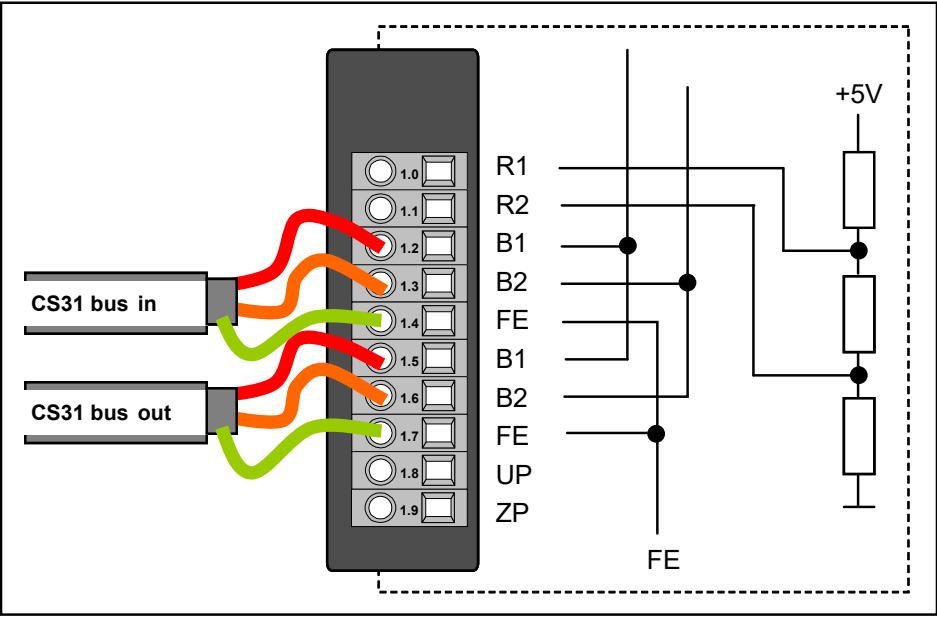 +5V
1.0 R1
1.1 R2
1.2 B1
1.3 B2
CS31 bus in
1.4 FE
1.5 B1
1.6 B2
CS31 bus out
1.7 FE
1.8 UP
1.9 ZP
FE